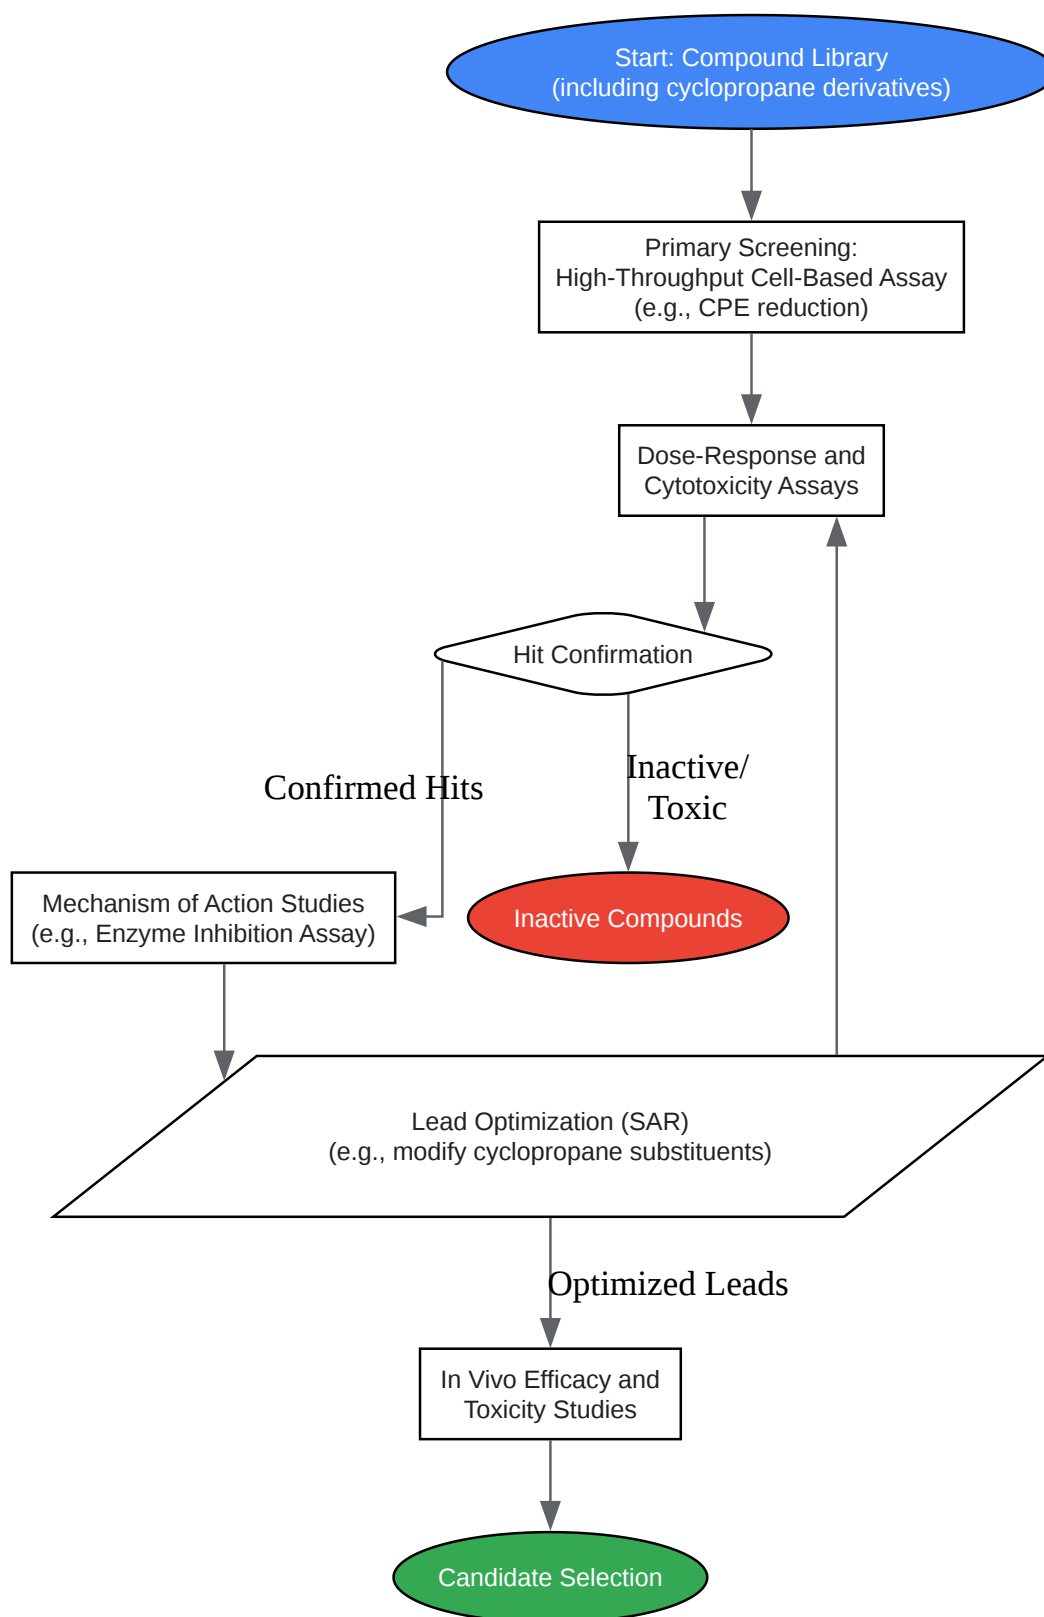 Start: Compound Library
(including cyclopropane derivatives)
Primary Screening:
High-Throughput Cell-Based Assay
(e.g., CPE reduction)
Dose-Response and
Cytotoxicity Assays
Hit Confirmation
Confirmed Hits
Inactive/
Toxic
Mechanism of Action Studies
(e.g., Enzyme Inhibition Assay)
Inactive Compounds
Lead Optimization (SAR)
(e.g., modify cyclopropane substituents)
Optimized Leads
In Vivo Efficacy and
Toxicity Studies
Candidate Selection